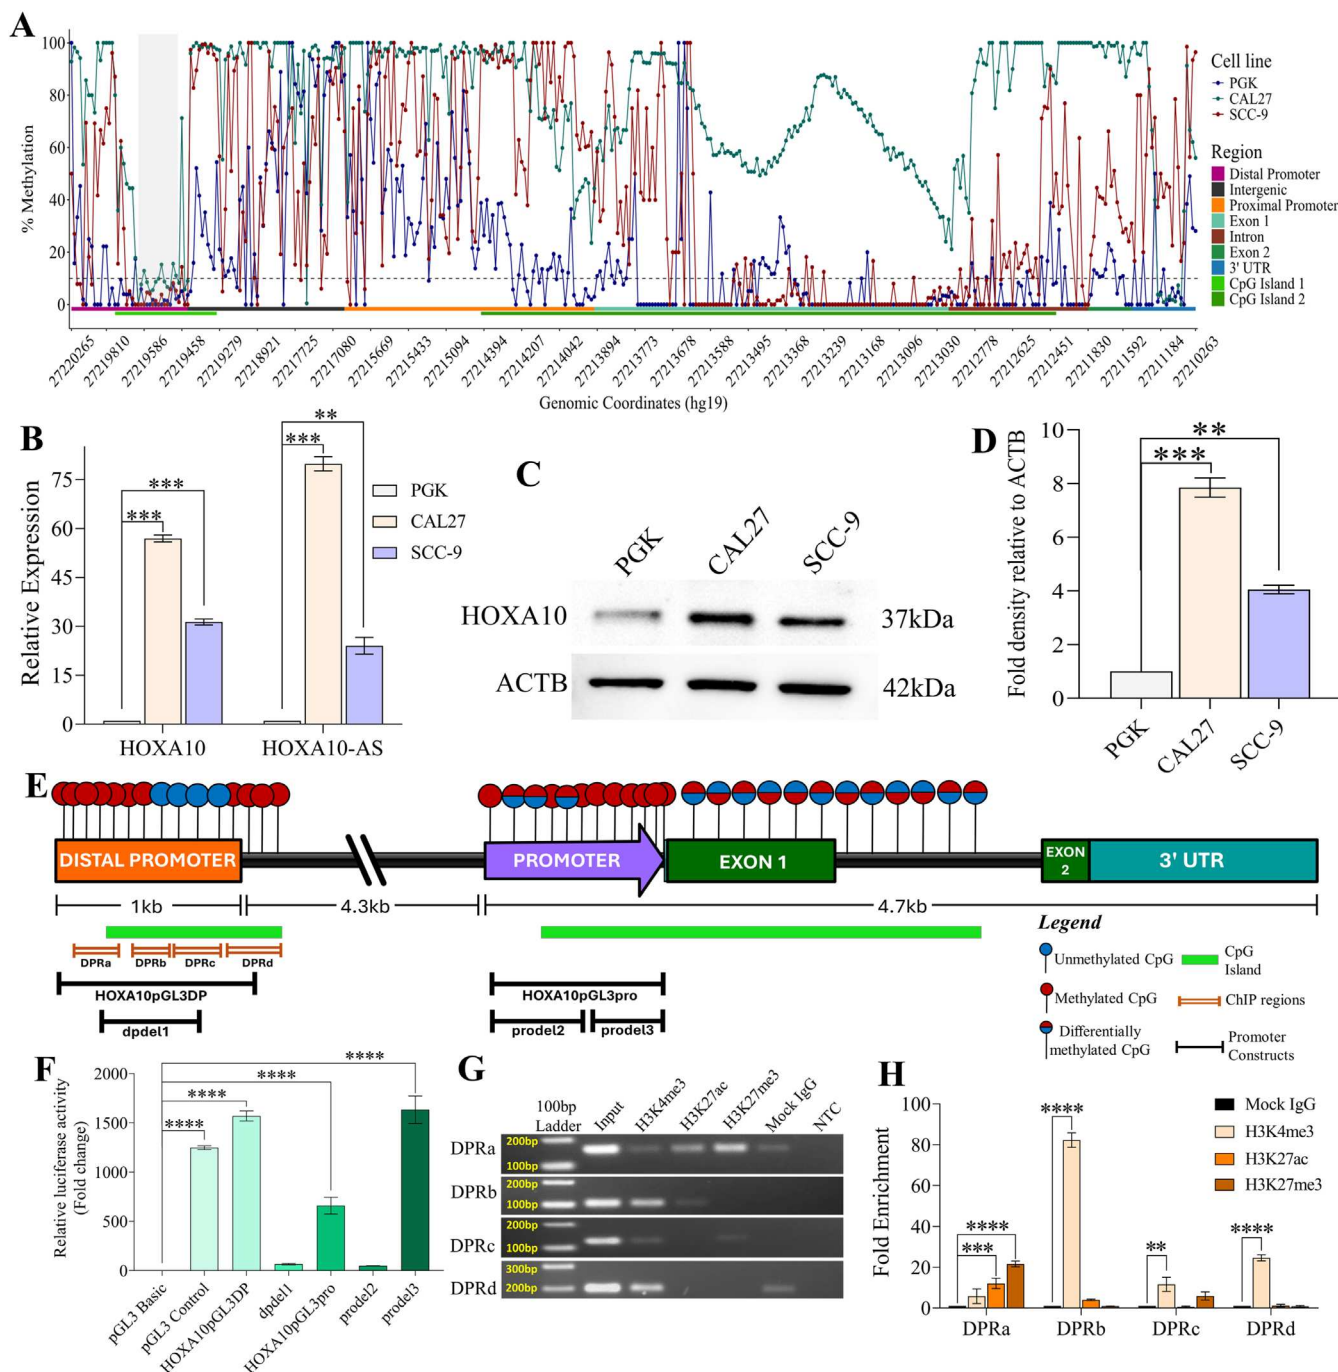 A
% Methylation
100
80
60
40
20
0
27220265
27219810
27219586
27219458
27219279
27218921
27217725
27217080
27215669
27215433
27215094
27214394
27214207
27214042
27213894
27213773
27213678
27213588
27213495
27213368
27213239
27213168
27213096
27213030
27212778
27212625
27212451
27211830
27211592
27211184
27210263
Genomic Coordinates (hg19)
Cell line
PGK
CAL27
SCC-9
Region
Distal Promoter
Intergenic
Proximal Promoter
Exon 1
Intron
Exon 2
3' UTR
CpG Island 1
CpG Island 2
B
Relative Expression
75
60
45
30
15
0
***
***
**
***
HOXA10
HOXA10-AS
PGK
CAL27
SCC-9
C
PGK
CAL27
SCC-9
HOXA10
37kDa
ACTB
42kDa
D
Fold density relative to ACTB
10
8
6
4
2
0
**
***
PGK
CAL27
SCC-9
E
DISTAL PROMOTER
PROMOTER
EXON 1
EXON 2
3' UTR
1kb
4.3kb
4.7kb
DPRa
DPRb
DPRc
DPRd
HOXA10pGL3DP
dpdel1
HOXA10pGL3pro
prodel2
prodel3
Legend
Unmethylated CpG
CpG Island
Methylated CpG
ChIP regions
Differentially methylated CpG
Promoter Constructs
F
Relative luciferase activity
(Fold change)
2000
1500
1000
500
0
****
****
****
****
pGL3 Basic
pGL3 Control
HOXA10pGL3DP
dpdel1
HOXA10pGL3pro
prodel2
prodel3
G
100bp
Ladder
Input
H3K4me3
H3K27ac
H3K27me3
Mock IgG
NTC
DPRa
200bp
100bp
DPRb
200bp
100bp
DPRc
200bp
100bp
DPRd
300bp
200bp
H
Fold Enrichment
100
80
60
40
20
0
****
***
****
**
****
DPRa
DPRb
DPRc
DPRd
Mock IgG
H3K4me3
H3K27ac
H3K27me3